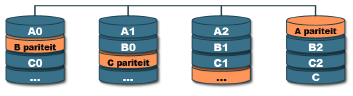 A0 A1 A2 A pariteit
B pariteit B0 B1 B2
C0 C pariteit C1 C2
... ... ... C